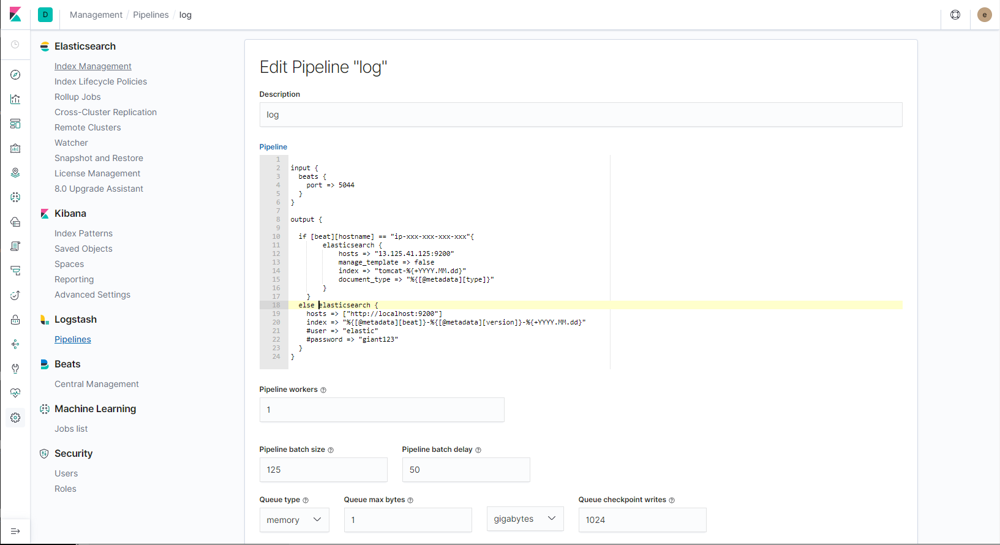 D
Management / Pipelines / log
e
Elasticsearch
Index Management
Index Lifecycle Policies
Rollup Jobs
Cross-Cluster Replication
Remote Clusters
Watcher
Snapshot and Restore
License Management
8.0 Upgrade Assistant
Kibana
Index Patterns
Saved Objects
Spaces
Reporting
Advanced Settings
Logstash
Pipelines
Beats
Central Management
Machine Learning
Jobs list
Security
Users
Roles
Edit Pipeline "log"
Description
log
Pipeline
1
2 input {
3   beats {
4     port => 5044
5   }
6 }
7
8 output {
9
10   if [beat][hostname] == "ip-xxx-xxx-xxx-xxx"{
11         elasticsearch {
12             hosts => "13.125.41.125:9200"
13             manage_template => false
14             index => "tomcat-%{+YYYY.MM.dd}"
15             document_type => "%{[@metadata][type]}"
16         }
17     }
18   else elasticsearch {
19     hosts => ["http://localhost:9200"]
20     index => "%{[@metadata][beat]}-%{[@metadata][version]}-%{+YYYY.MM.dd}"
21     #user => "elastic"
22     #password => "giant123"
23   }
24 }
Pipeline workers
1
Pipeline batch size Pipeline batch delay
125 50
Queue type Queue max bytes Queue checkpoint writes
memory 1 gigabytes 1024